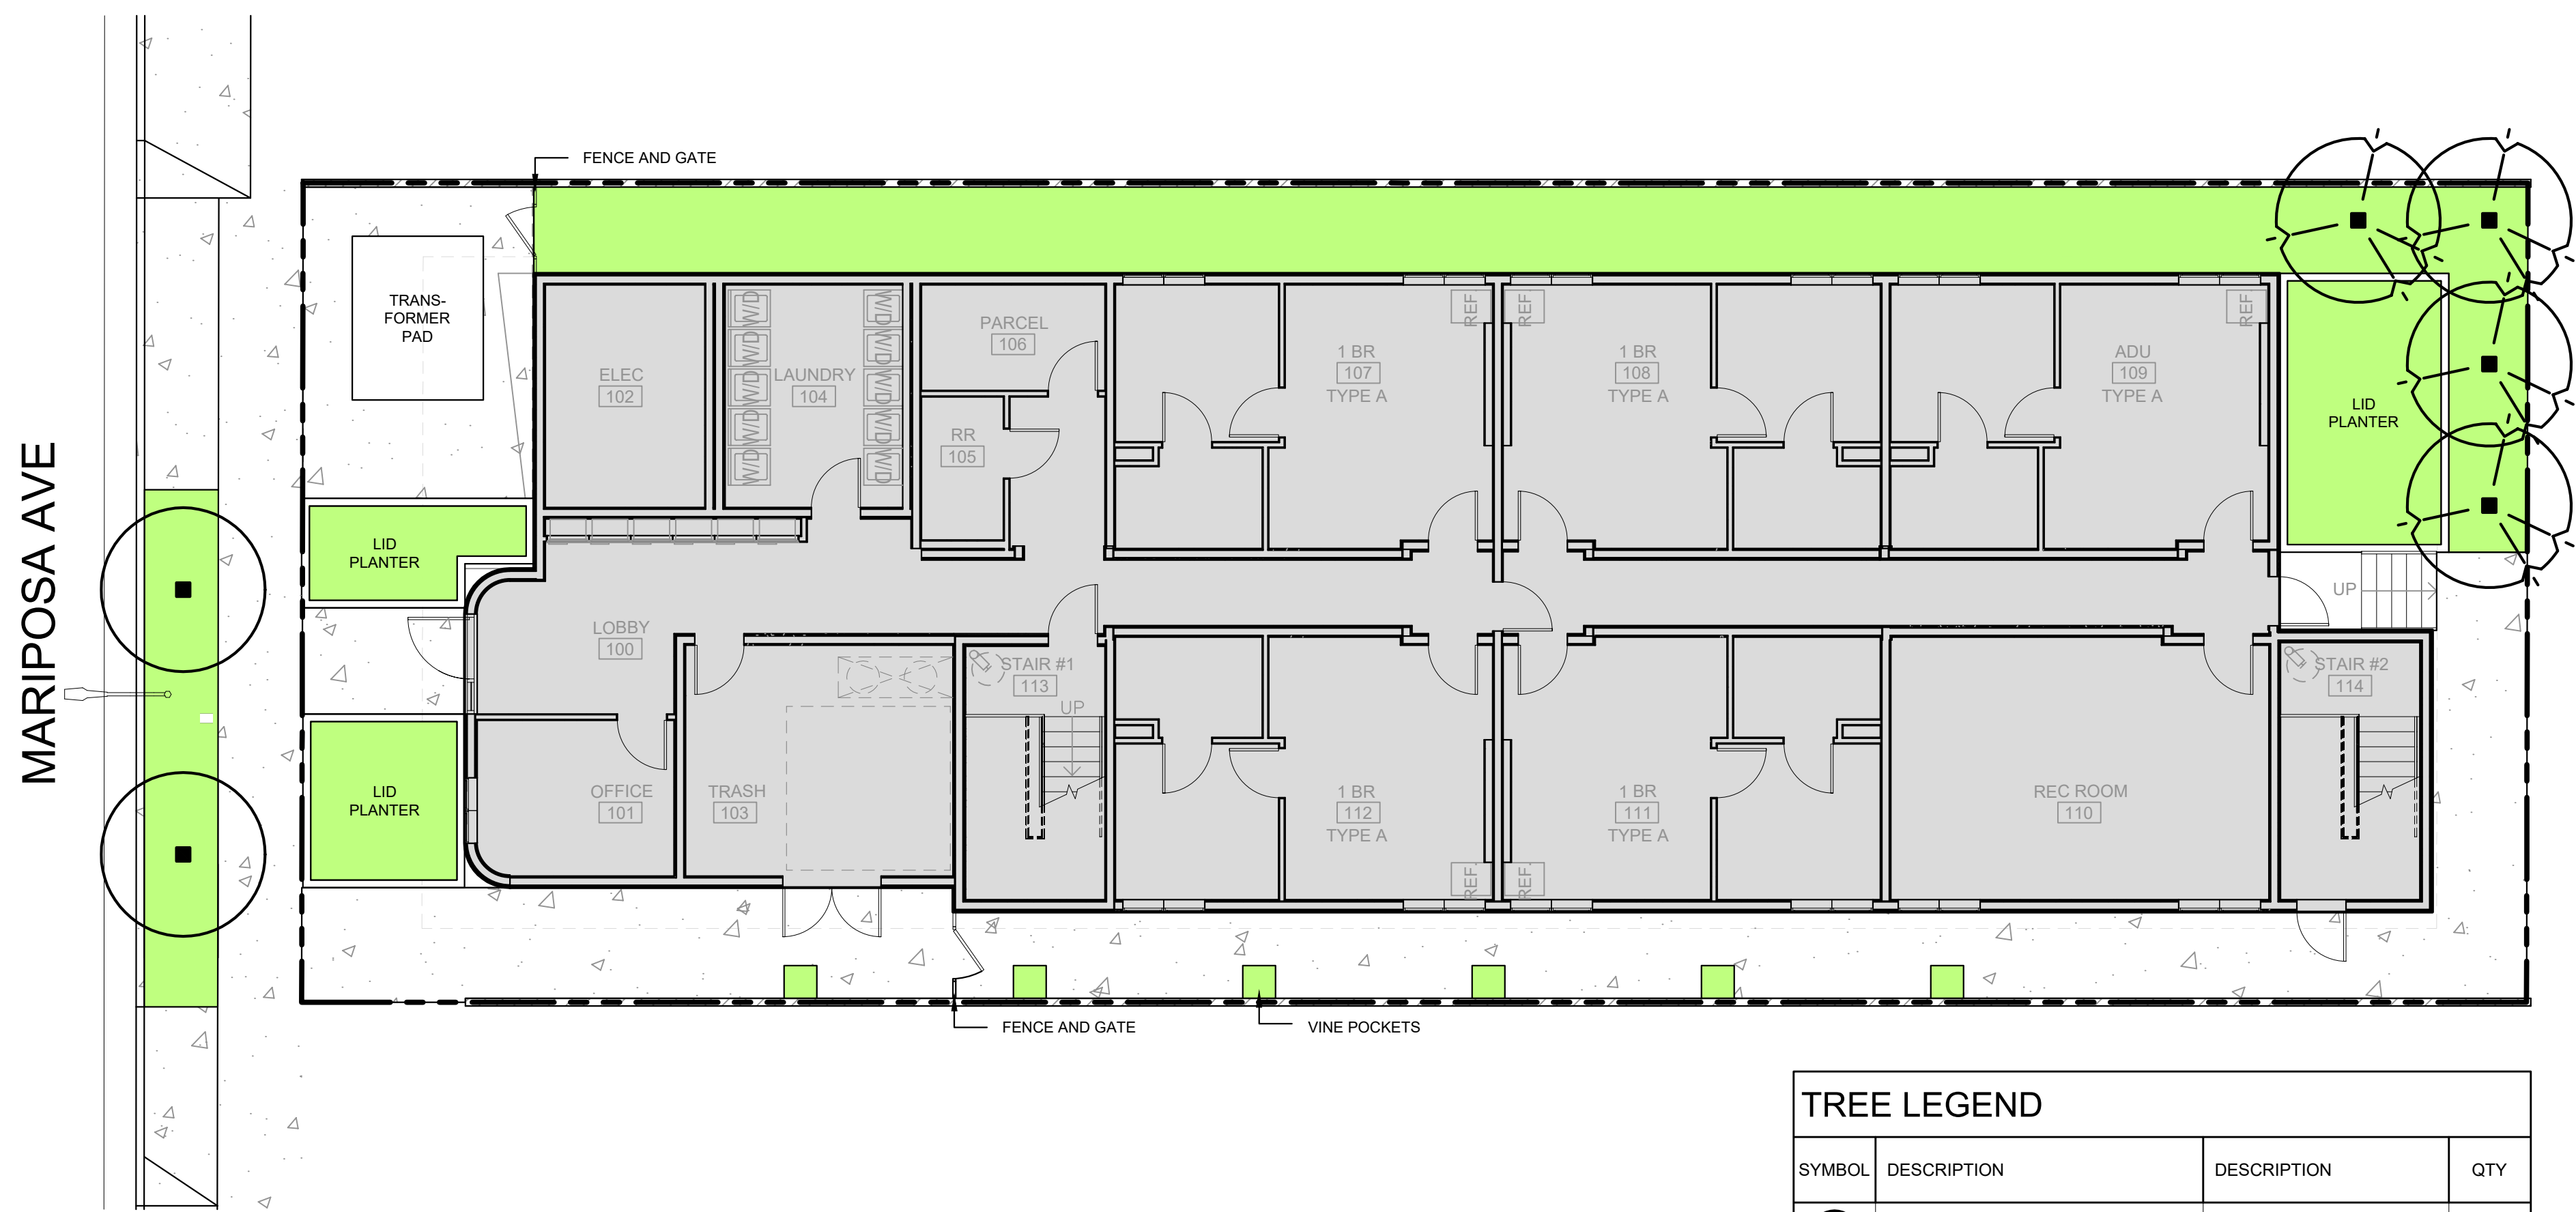 MARIPOSA AVE
FENCE AND GATE
TRANS-
FORMER
PAD
ELEC
102
W/D
W/D
W/D
W/D
W/D
LAUNDRY
104
W/D
W/D
W/D
W/D
W/D
PARCEL
106
RR
105
1 BR
107
TYPE A
REF.
REF.
1 BR
108
TYPE A
ADU
109
TYPE A
REF.
LID
PLANTER
LID
PLANTER
LOBBY
100
LID
PLANTER
OFFICE
101
TRASH
103
STAIR #1
113
UP
1 BR
112
TYPE A
REF.
REF.
1 BR
111
TYPE A
REC ROOM
110
UP
STAIR #2
114
FENCE AND GATE
VINE POCKETS
TREE LEGEND
SYMBOL DESCRIPTION DESCRIPTION QTY